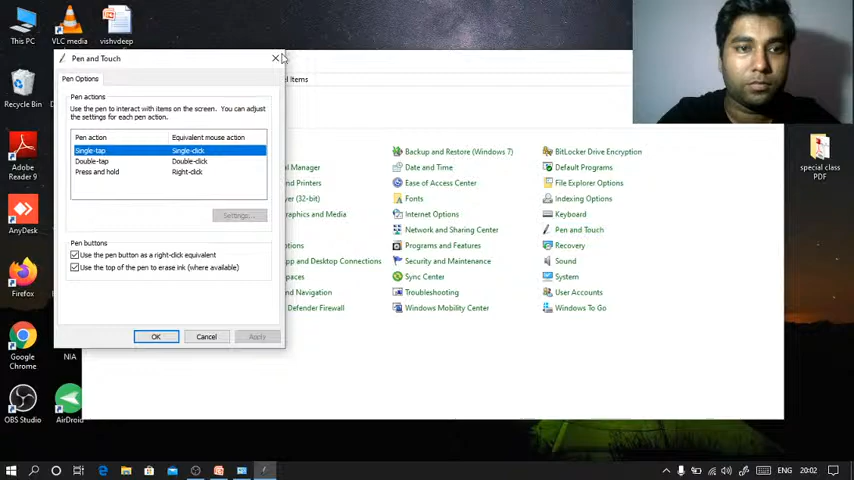 This PC
VLC media
vishvdeep
Recycle Bin
Adobe
Reader 9
AnyDesk
Firefox
Google
Chrome
NIA
OBS Studio
AirDroid
special class
PDF
Pen and Touch
Pen Options
Pen actions
Use the pen to interact with items on the screen. You can adjust
the settings for each pen action.
Pen action Equivalent mouse action
Single-tap Single-click
Double-tap Double-click
Press and hold Right-click
Settings...
Pen buttons
Use the pen button as a right-click equivalent
Use the top of the pen to erase ink (where available)
OK Cancel Apply
Items
Backup and Restore (Windows 7) BitLocker Drive Encryption
Manager Date and Time Default Programs
Printers Ease of Access Center File Explorer Options
(32-bit) Fonts Indexing Options
and Media Internet Options Keyboard
Network and Sharing Center Pen and Touch
Programs and Features Recovery
App and Desktop Connections Security and Maintenance Sound
Sync Center System
and Navigation Troubleshooting User Accounts
Defender Firewall Windows Mobility Center Windows To Go
ENG 20:02